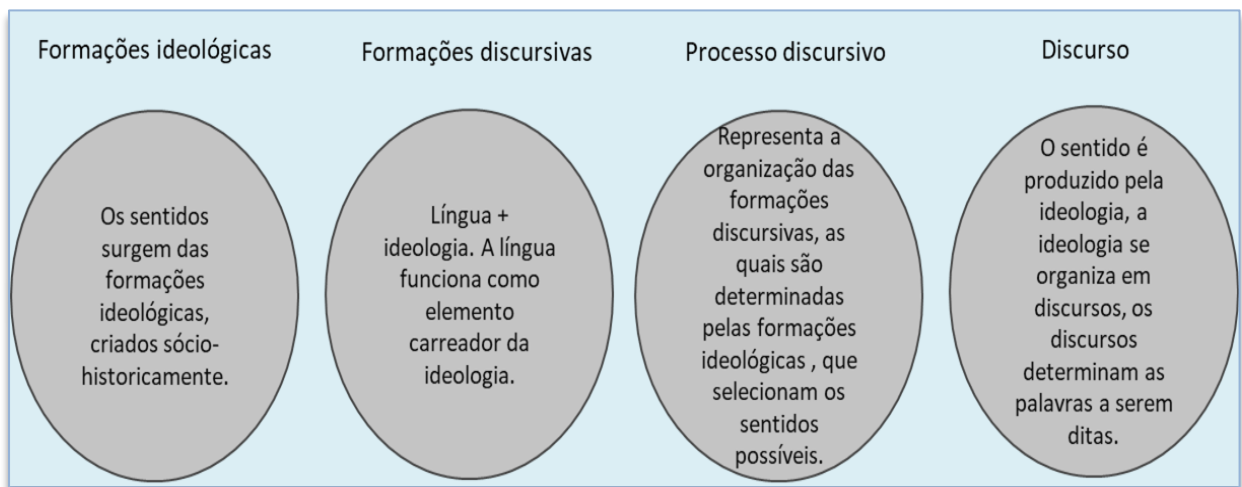 Formações ideológicas
Os sentidos
surgem das
formações
ideológicas,
criados sócio-
historicamente.
Formações discursivas
Língua +
ideologia. A língua
funciona como
elemento
carreador da
ideologia.
Processo discursivo
Representa a
organização das
formações
discursivas, as
quais são
determinadas
pelas formações
ideológicas , que
selecionam os
sentidos
possíveis.
Discurso
O sentido é
produzido pela
ideologia, a
ideologia se
organiza em
discursos, os
discursos
determinam as
palavras a serem
ditas.